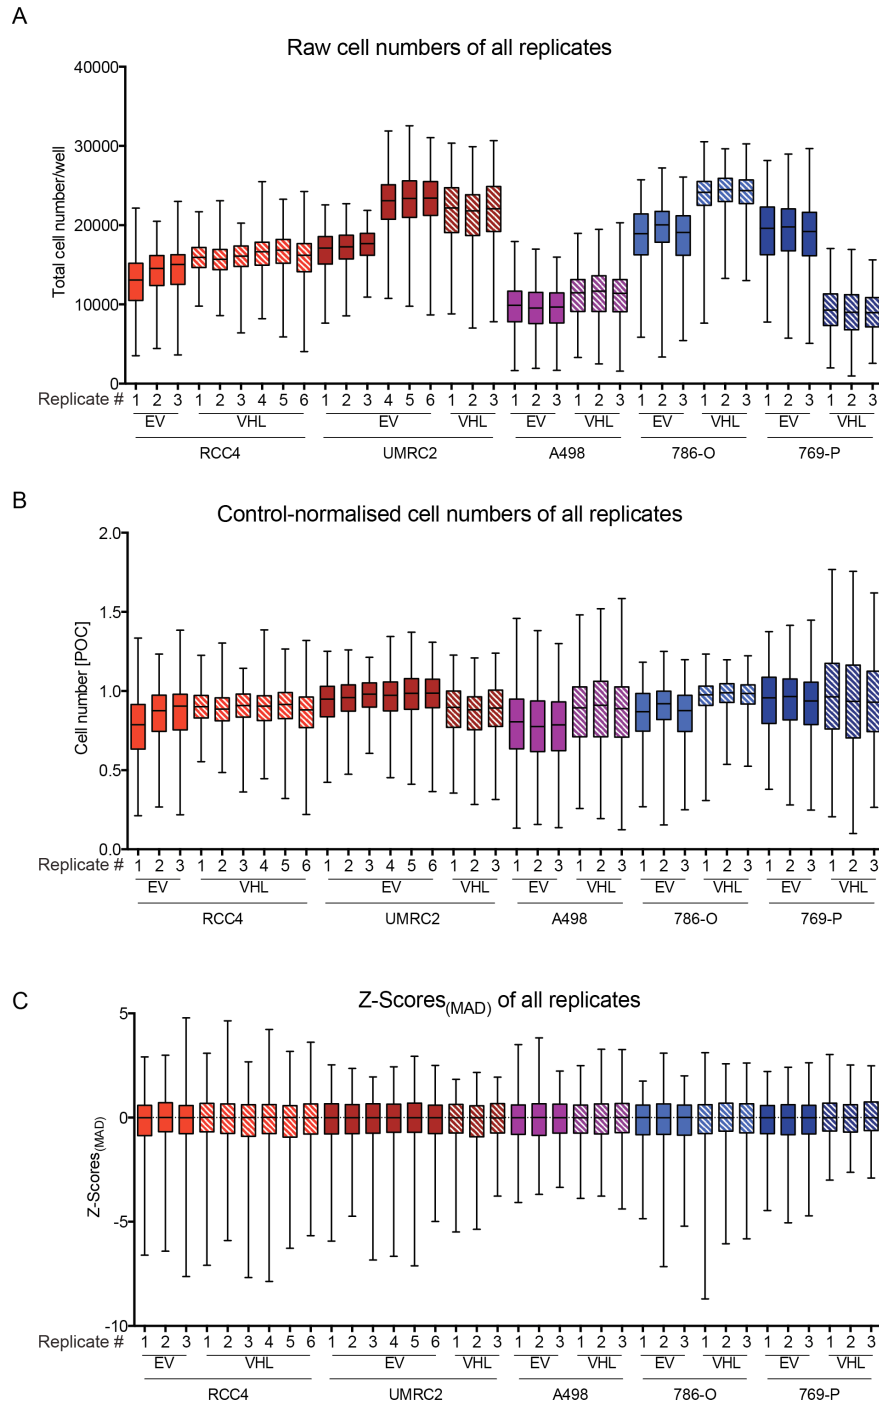 A
Raw cell numbers of all replicates
Total cell number/well
40000
30000
20000
10000
0
Replicate # 1 2 3 1 2 3 4 5 6 1 2 3 4 5 6 1 2 3 1 2 3 1 2 3 1 2 3 1 2 3 1 2 3 1 2 3
EV VHL EV VHL EV VHL EV VHL EV VHL
RCC4 UMRC2 A498 786-O 769-P
B
Control-normalised cell numbers of all replicates
Cell number [POC]
2.0
1.5
1.0
0.5
0.0
Replicate # 1 2 3 1 2 3 4 5 6 1 2 3 4 5 6 1 2 3 1 2 3 1 2 3 1 2 3 1 2 3 1 2 3 1 2 3
EV VHL EV VHL EV VHL EV VHL EV VHL
RCC4 UMRC2 A498 786-O 769-P
C
Z-Scores(MAD) of all replicates
Z-Scores(MAD)
5
0
-5
-10
Replicate # 1 2 3 1 2 3 4 5 6 1 2 3 4 5 6 1 2 3 1 2 3 1 2 3 1 2 3 1 2 3 1 2 3 1 2 3
EV VHL EV VHL EV VHL EV VHL EV VHL
RCC4 UMRC2 A498 786-O 769-P